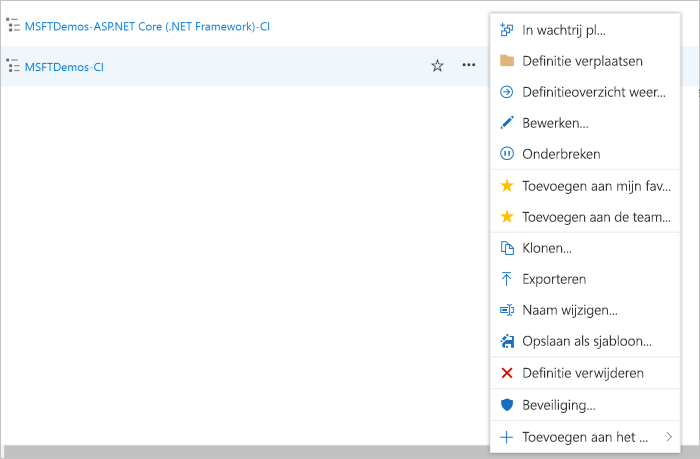 MSFTDemos-ASP.NET Core (.NET Framework)-CI
MSFTDemos-CI
In wachtrij pl...
Definitie verplaatsen
Definitieoverzicht weer...
Bewerken...
Onderbreken
Toevoegen aan mijn fav...
Toevoegen aan de team...
Klonen...
Exporteren
Naam wijzigen...
Opslaan als sjabloon...
Definitie verwijderen
Beveiliging...
Toevoegen aan het ...